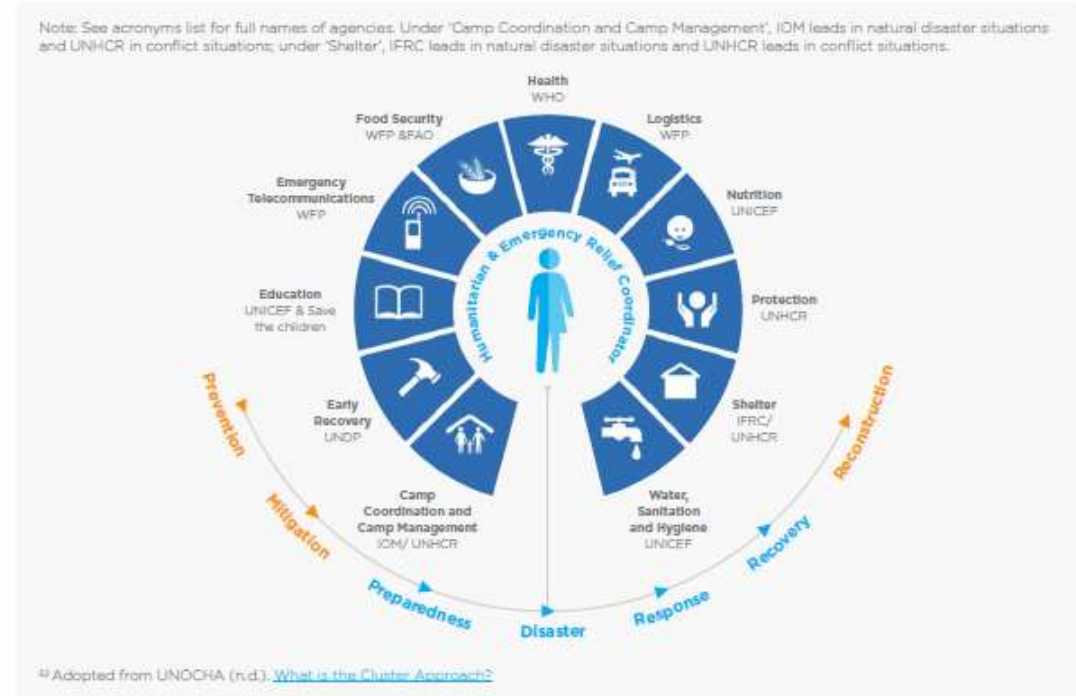 Note: See acronyms list for full names of agencies. Under 'Camp Coordination and Camp Management', IOM leads in natural disaster situations
and UNHCR in conflict situations; under 'Shelter', IFRC leads in natural disaster situations and UNHCR leads in conflict situations.
Health
WHO
Food Security
WFP &FAO
Logistics
WFP
Emergency
Telecommunications
WFP
Nutrition
UNICEF
Humanitarian & Emergency Relief Coordinator
Education
UNICEF & Save
the children
Protection
UNHCR
Early
Recovery
UNDP
Shelter
IFRC/
UNHCR
Camp
Coordination and
Camp Management
IOM/ UNHCR
Water,
Sanitation
and Hygiene
UNICEF
Prevention
Mitigation
Preparedness
Disaster
Response
Recovery
Reconstruction
Adopted from UNOCHA (n.d.). What is the Cluster Approach?